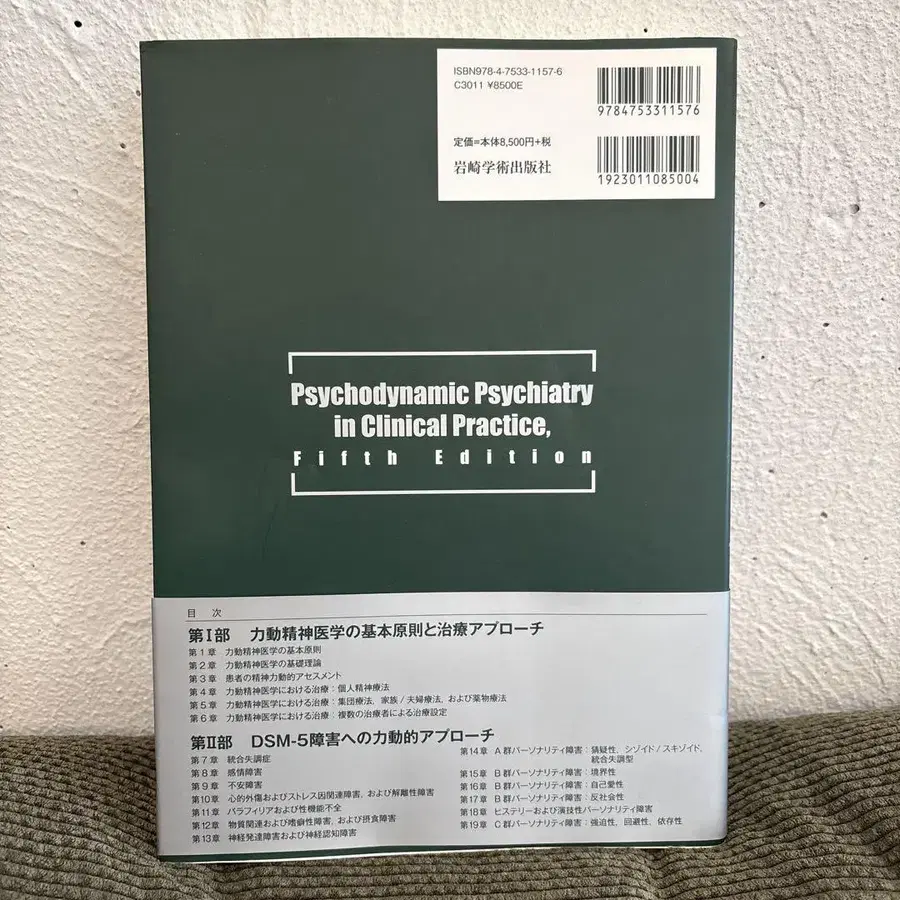 ISBN978-4-7533-1157-6
C3011 ¥8500E
9784753311576
定価=本体8,500円+税
岩崎学術出版社
1923011085004
Psychodynamic Psychiatry
in Clinical Practice,
Fifth Edition
目 次
第Ⅰ部 力動精神医学の基本原則と治療アプローチ
第1章 力動精神医学の基本原則
第2章 力動精神医学の基礎理論
第3章 患者の精神力動的アセスメント
第4章 力動精神医学における治療：個人精神療法
第5章 力動精神医学における治療：集団療法, 家族/夫婦療法, および薬物療法
第6章 力動精神医学における治療：複数の治療者による治療設定
第Ⅱ部 DSM-5障害への力動的アプローチ
第7章 統合失調症
第8章 感情障害
第9章 不安障害
第10章 心的外傷およびストレス因関連障害, および解離性障害
第11章 パラフィリアおよび性機能不全
第12章 物質関連および嗜癖性障害, および摂食障害
第13章 神経発達障害および神経認知障害
第14章 A群パーソナリティ障害：猜疑性, シゾイド/スキゾイド,
統合失調型
第15章 B群パーソナリティ障害：境界性
第16章 B群パーソナリティ障害：自己愛性
第17章 B群パーソナリティ障害：反社会性
第18章 ヒステリーおよび演技性パーソナリティ障害
第19章 C群パーソナリティ障害：強迫性, 回避性, 依存性